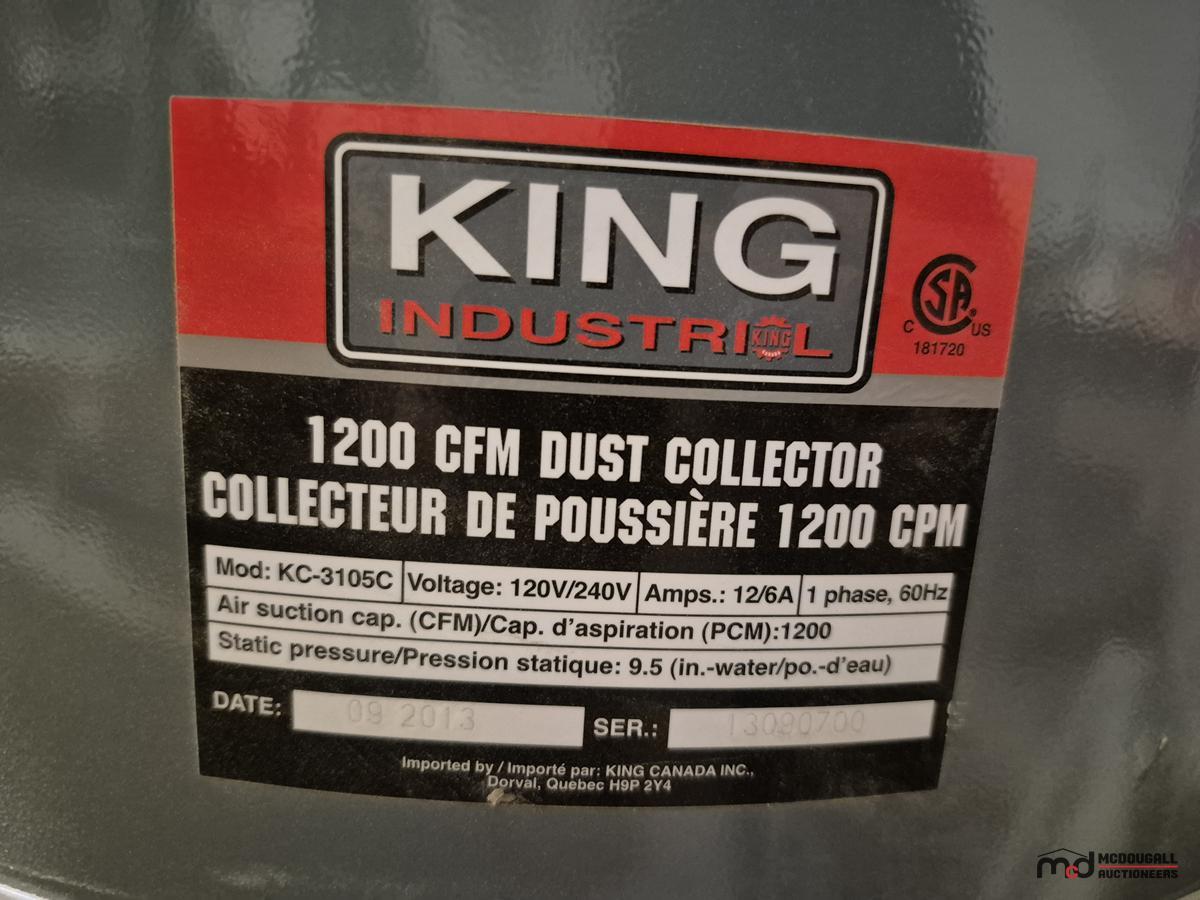 KING
INDUSTRIAL
KING
CSA®
C US
181720
1200 CFM DUST COLLECTOR
COLLECTEUR DE POUSSIÈRE 1200 CPM
Mod: KC-3105C Voltage: 120V/240V Amps.: 12/6A 1 phase, 60Hz
Air suction cap. (CFM)/Cap. d'aspiration (PCM):1200
Static pressure/Pression statique: 9.5 (in.-water/po.-d'eau)
DATE: 09 2013 SER.: 13090700
Imported by / Importé par: KING CANADA INC.,
Dorval, Quebec H9P 2Y4
mcd MCDOUGALL
AUCTIONEERS